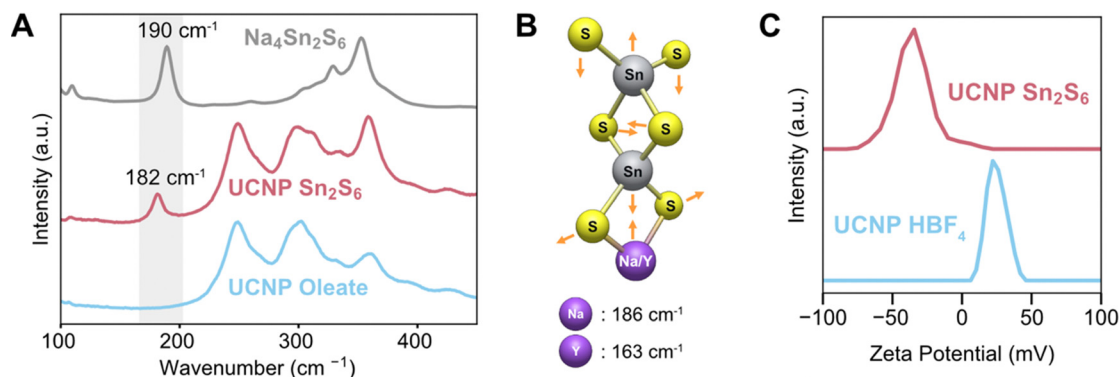 A
190 cm⁻¹
Na₄Sn₂S₆
182 cm⁻¹
UCNP Sn₂S₆
UCNP Oleate
Intensity (a.u.)
100 200 300 400
Wavenumber (cm ⁻¹)
B
S
S
Sn
S
S
Sn
S
S
Na/Y
Na : 186 cm⁻¹
Y : 163 cm⁻¹
C
UCNP Sn₂S₆
UCNP HBF₄
Intensity (a.u.)
−100 −50 0 50 100
Zeta Potential (mV)